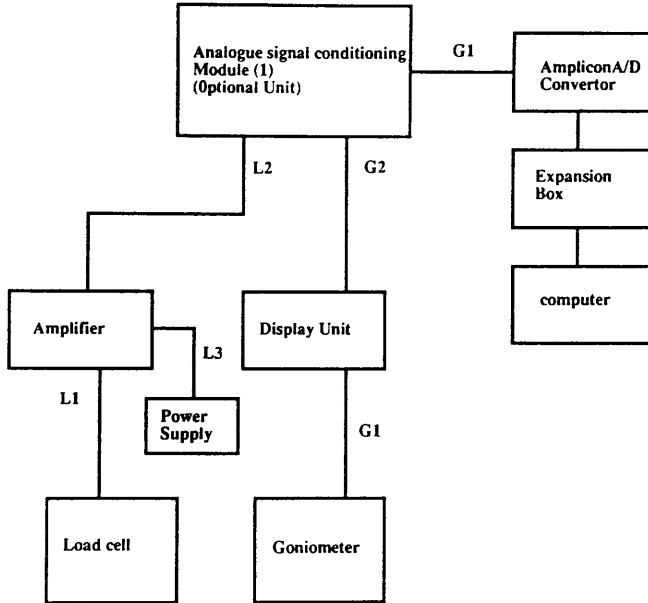 Analogue signal conditioning
Module (1)
(0ptional Unit)
G1
AmpliconA/D
Convertor
L2
G2
Expansion
Box
computer
Amplifier
Display Unit
L3
L1
Power
Supply
G1
Load cell
Goniometer